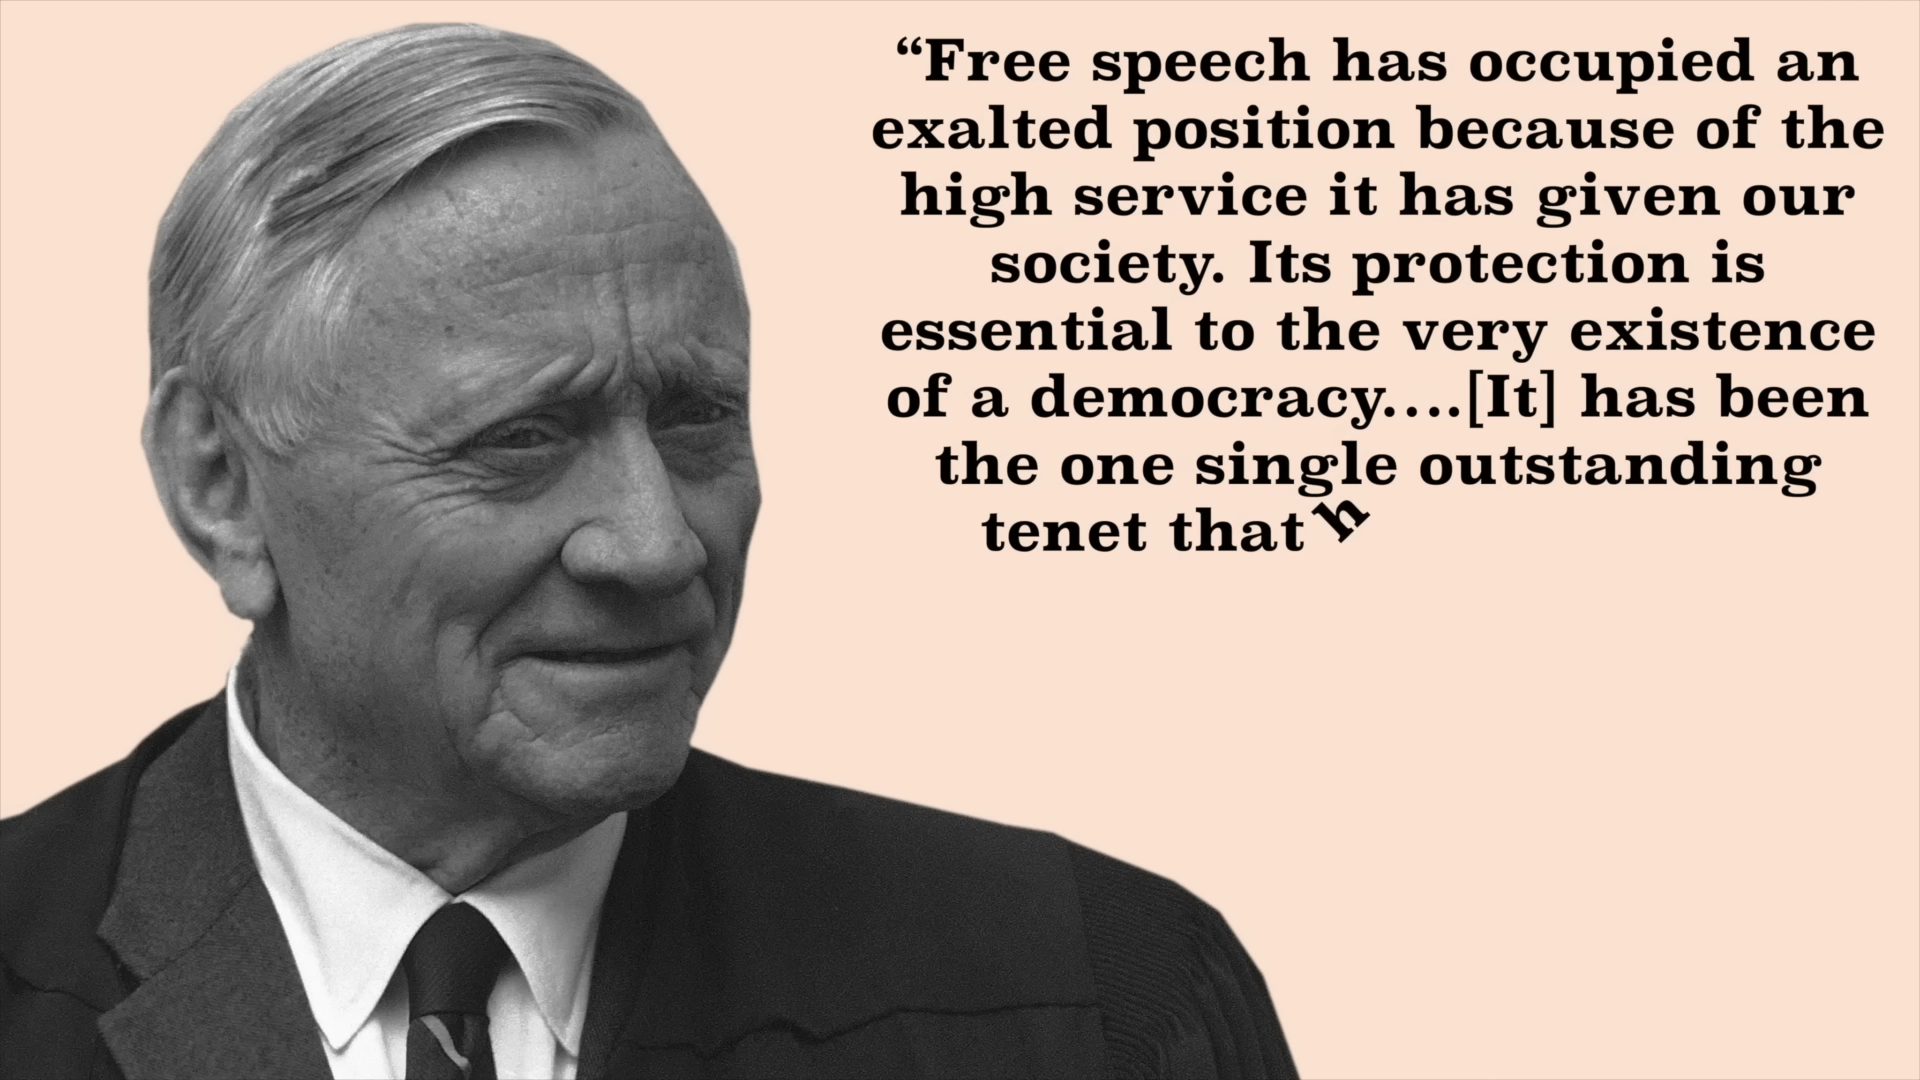 “Free speech has occupied an
exalted position because of the
high service it has given our
society. Its protection is
essential to the very existence
of a democracy....[It] has been
the one single outstanding
tenet that h